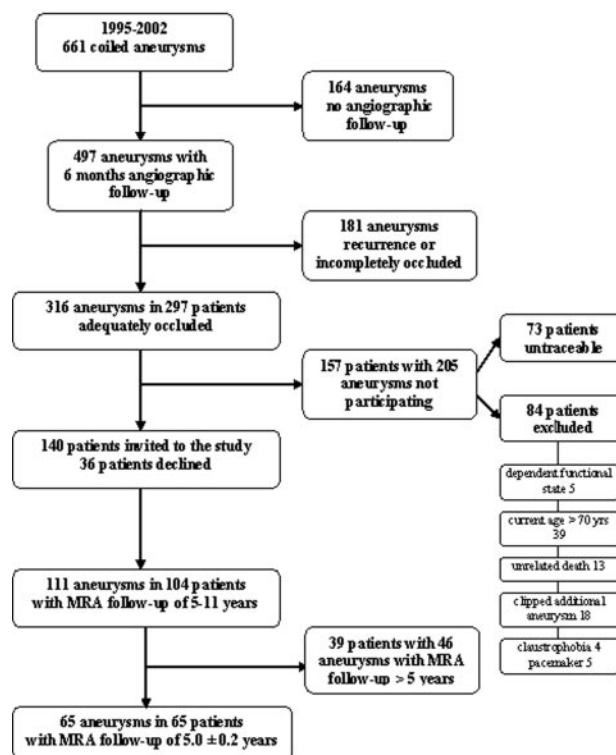 1995-2002
661 coiled aneurysms
164 aneurysms
no angiographic
follow-up
497 aneurysms with
6 months angiographic
follow-up
181 aneurysms
recurrence or
incompletely occluded
316 aneurysms in 297 patients
adequately occluded
157 patients with 205
aneurysms not
participating
73 patients
untraceable
84 patients
excluded
dependent functional
state 5
current age > 70 yrs
39
unrelated death 13
clipped additional
aneurysm 18
claustrophobia 4
pacemaker 5
140 patients invited to the study
36 patients declined
111 aneurysms in 104 patients
with MRA follow-up of 5-11 years
39 patients with 46
aneurysms with MRA
follow-up > 5 years
65 aneurysms in 65 patients
with MRA follow-up of 5.0 ± 0.2 years